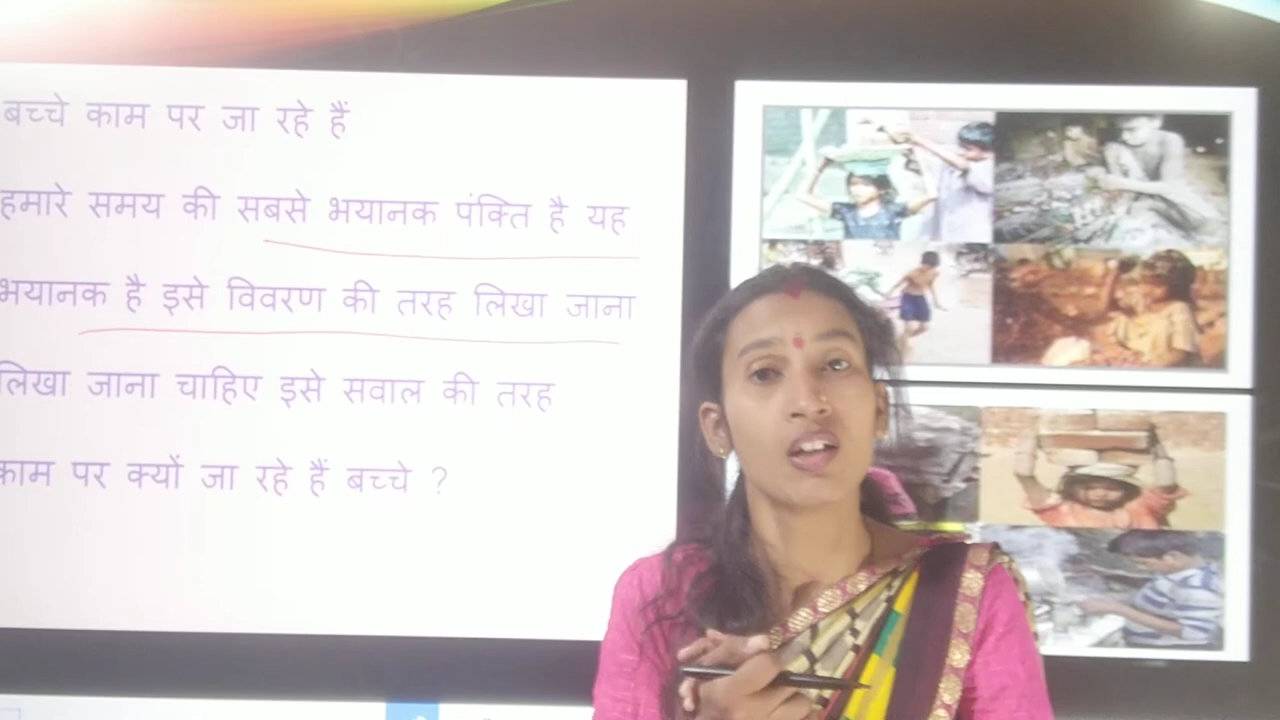 बच्चे काम पर जा रहे हैं
हमारे समय की सबसे भयानक पंक्ति है यह
भयानक है इसे विवरण की तरह लिखा जाना
लिखा जाना चाहिए इसे सवाल की तरह
काम पर क्यों जा रहे हैं बच्चे ?